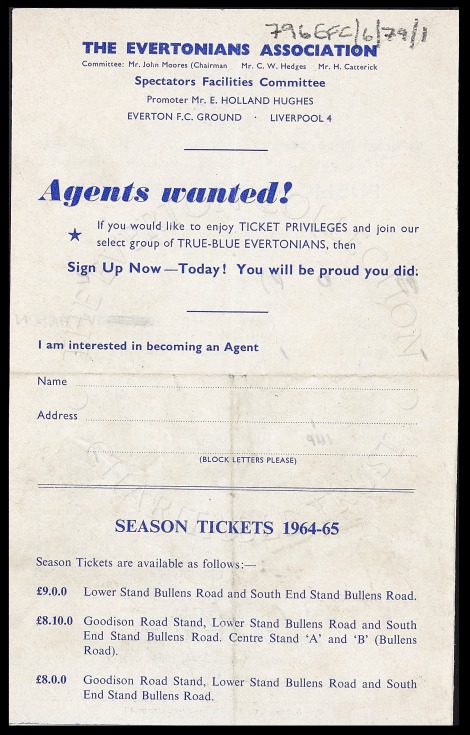 796EFC/6/79/1
THE EVERTONIANS ASSOCIATION
Committee: Mr. John Moores (Chairman Mr. C. W. Hedges Mr. H. Catterick
Spectators Facilities Committee
Promoter Mr. E. HOLLAND HUGHES
EVERTON F.C. GROUND · LIVERPOOL 4
Agents wanted!
★ If you would like to enjoy TICKET PRIVILEGES and join our
select group of TRUE-BLUE EVERTONIANS, then
Sign Up Now—Today! You will be proud you did.
I am interested in becoming an Agent
Name
Address
(BLOCK LETTERS PLEASE)
SEASON TICKETS 1964-65
Season Tickets are available as follows:—
£9.0.0 Lower Stand Bullens Road and South End Stand Bullens Road.
£8.10.0 Goodison Road Stand, Lower Stand Bullens Road and South
End Stand Bullens Road. Centre Stand 'A' and 'B' (Bullens
Road).
£8.0.0 Goodison Road Stand, Lower Stand Bullens Road and South
End Stand Bullens Road.